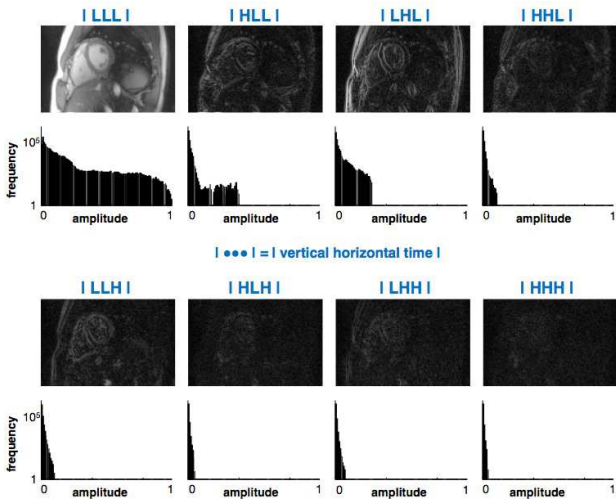 | LLL | | HLL | | LHL | | HHL |
frequency
10⁵
1
0 1 0 1 0 1 0 1
amplitude amplitude amplitude amplitude
| ●●● | = | vertical horizontal time |
| LLH | | HLH | | LHH | | HHH |
frequency
10⁵
1
0 1 0 1 0 1 0 1
amplitude amplitude amplitude amplitude